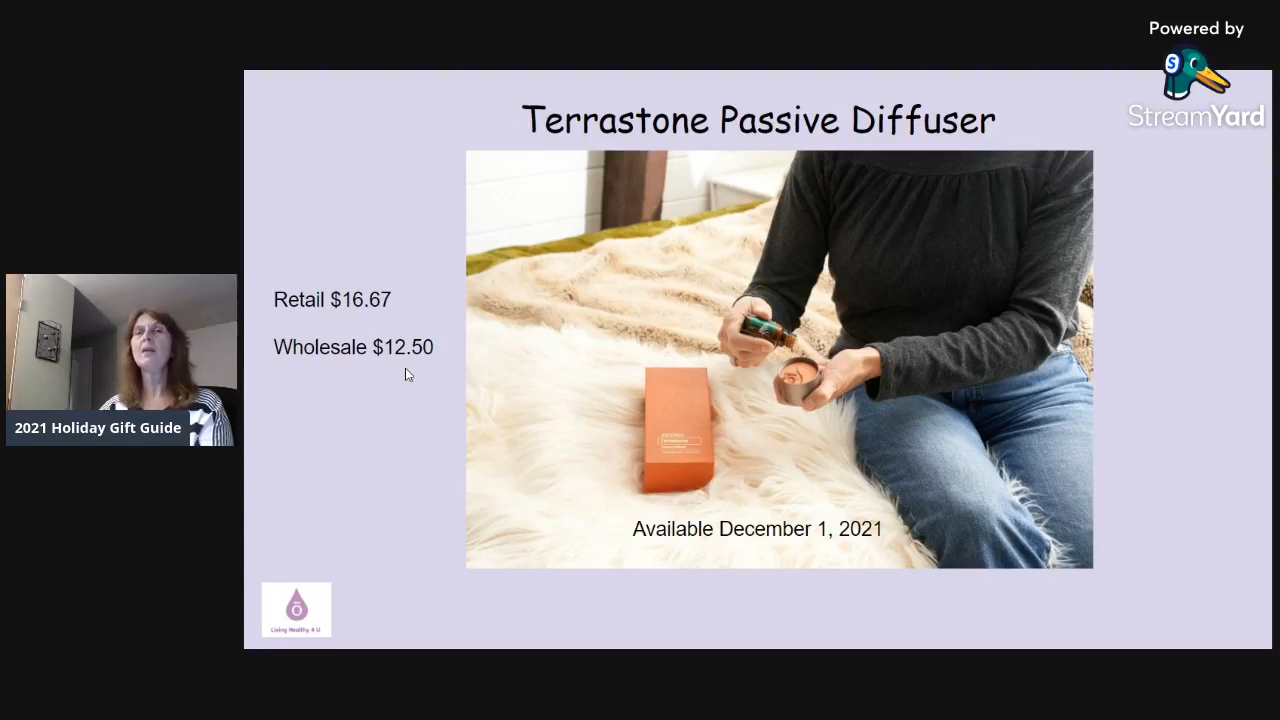 Powered by
StreamYard
Terrastone Passive Diffuser
Retail $16.67
Wholesale $12.50
2021 Holiday Gift Guide
Terrastone
Available December 1, 2021
ō
Living Healthy 4 U